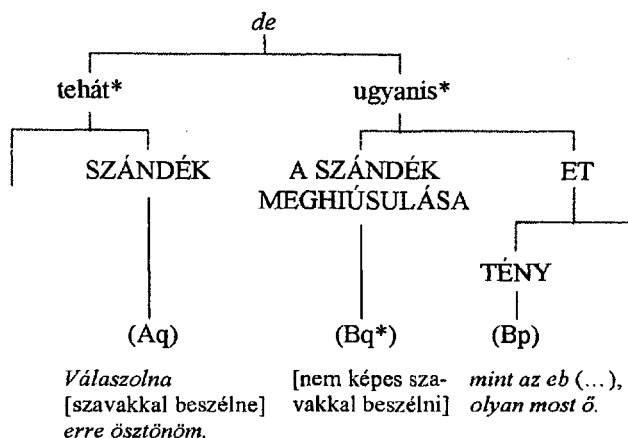 de
tehát* ugyanis*
SZÁNDÉK A SZÁNDÉK ET
MEGHIÚSULÁSA
TÉNY
(Aq) (Bq*) (Bp)
Válaszolna [nem képes sza- mint az eb (...),
[szavakkal beszélne] vakkal beszélni] olyan most ő.
erre ösztönöm.